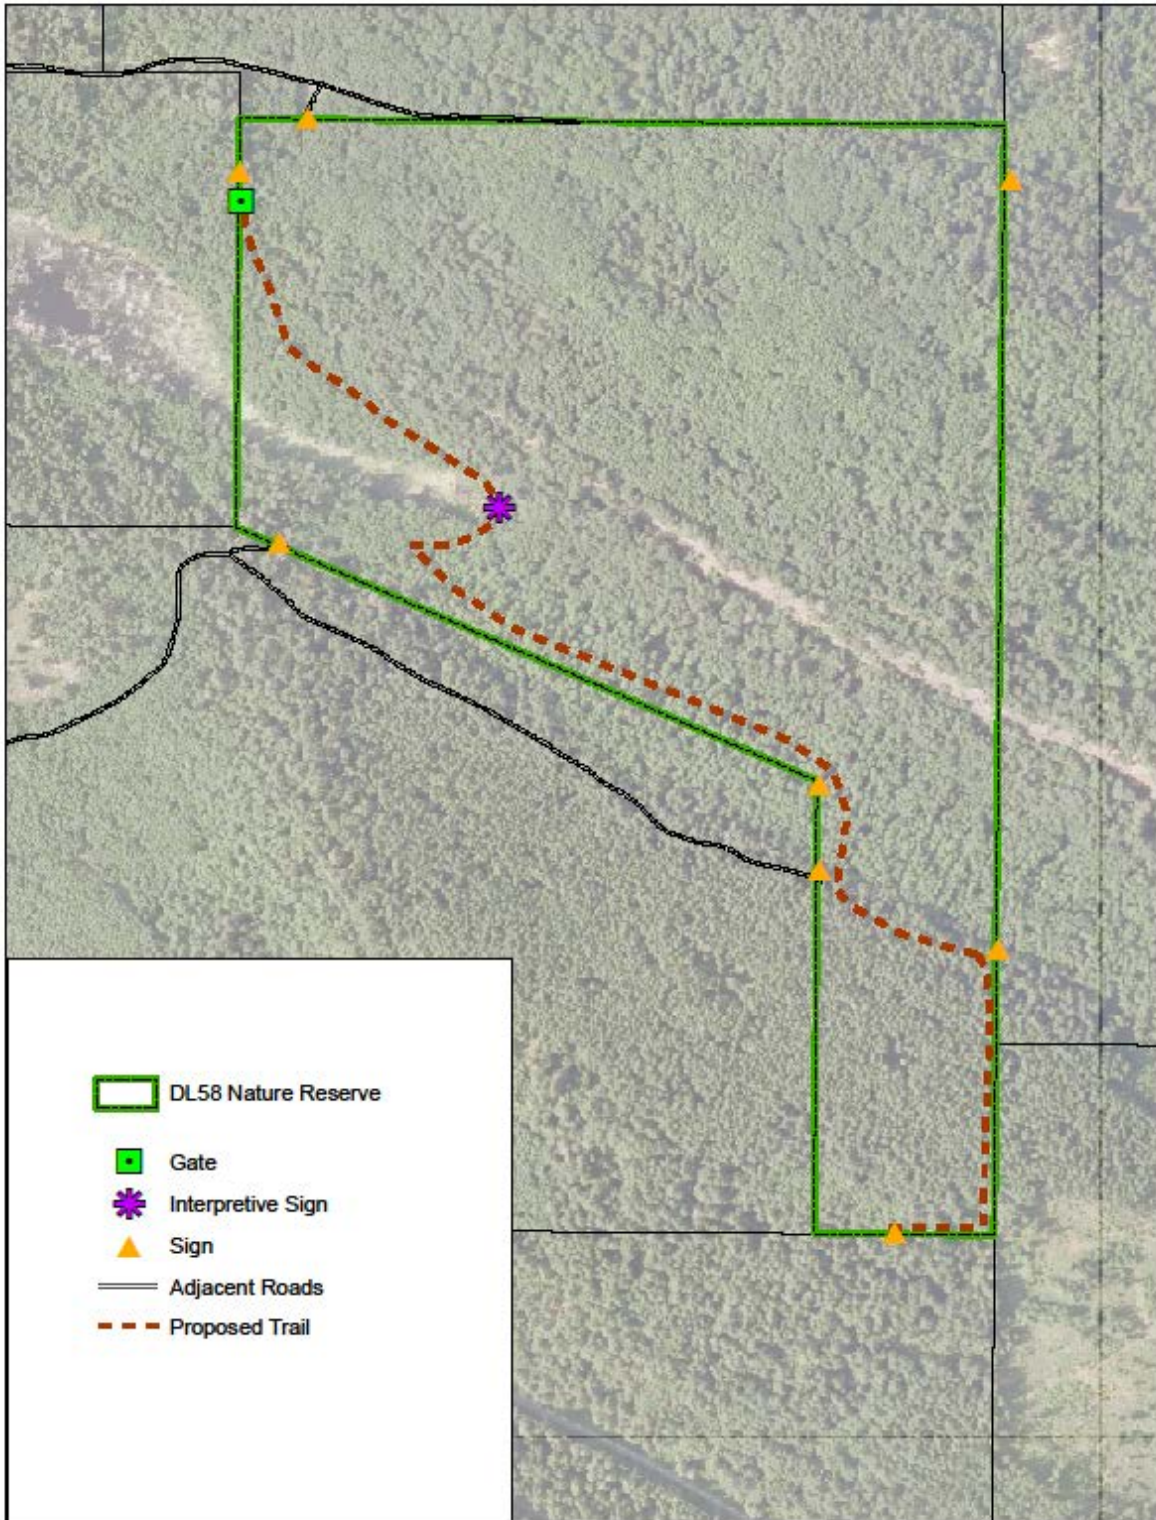 DL58 Nature Reserve
Gate
Interpretive Sign
Sign
Adjacent Roads
Proposed Trail